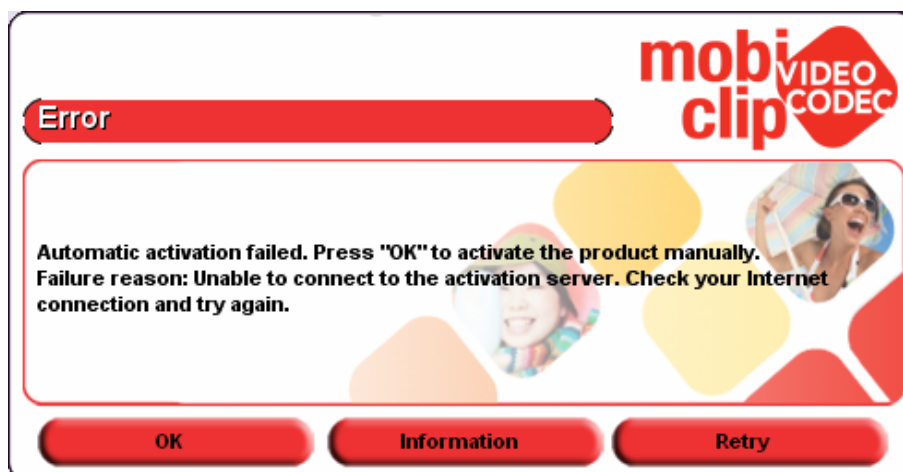 mobi
clip
VIDEO
CODEC
Error
Automatic activation failed. Press "OK" to activate the product manually.
Failure reason: Unable to connect to the activation server. Check your Internet
connection and try again.
OK
Information
Retry